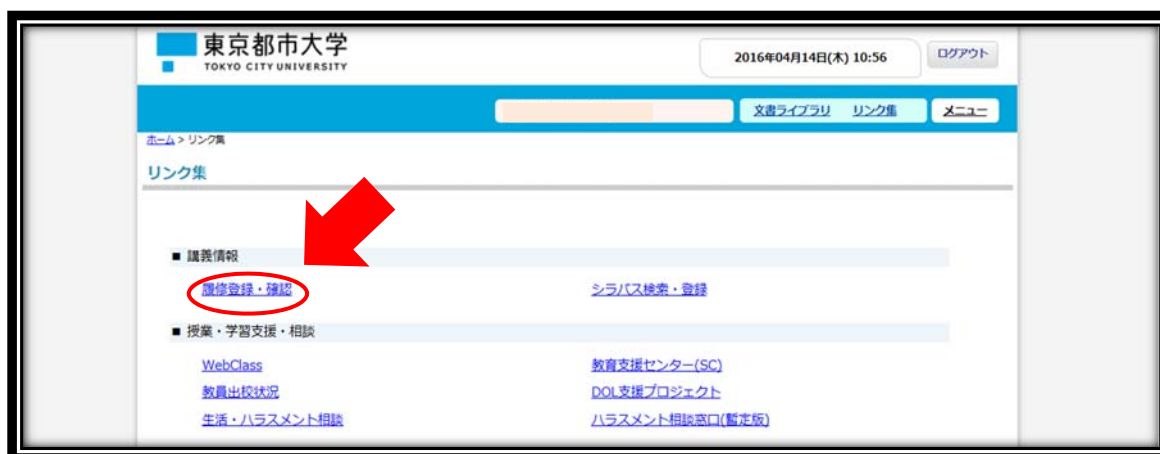 東京都市大学
TOKYO CITY UNIVERSITY
2016年04月14日(木) 10:56
ログアウト
文書ライブラリ リンク集 メニュー
ホーム > リンク集
リンク集
■ 講義情報
履修登録・確認 シラバス検索・登録
■ 授業・学習支援・相談
WebClass 教育支援センター(SC)
教員出校状況 DOL支援プロジェクト
生活・ハラスメント相談 ハラスメント相談窓口(暫定版)